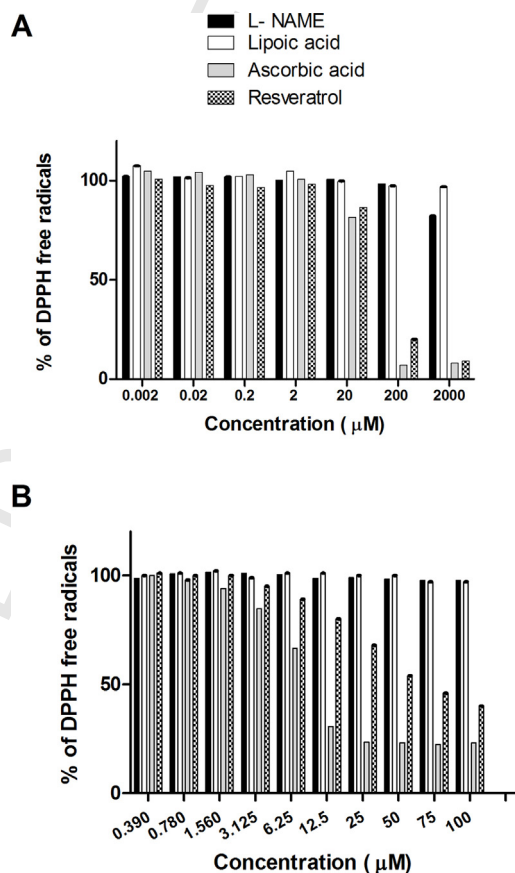 A
L- NAME
Lipoic acid
Ascorbic acid
Resveratrol
% of DPPH free radicals
100
50
0
0.002 0.02 0.2 2 20 200 2000
Concentration ( μM)
B
% of DPPH free radicals
100
50
0
0.390 0.780 1.560 3.125 6.25 12.5 25 50 75 100
Concentration ( μM)